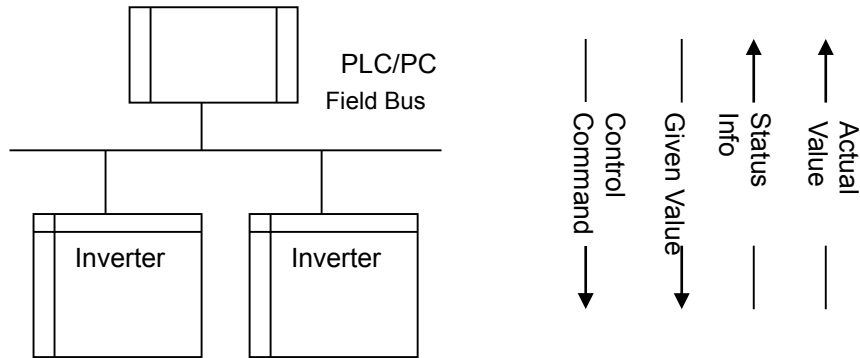 PLC/PC
Field Bus
Inverter
Inverter
Control
Command
Given Value
Status
Info
Actual
Value